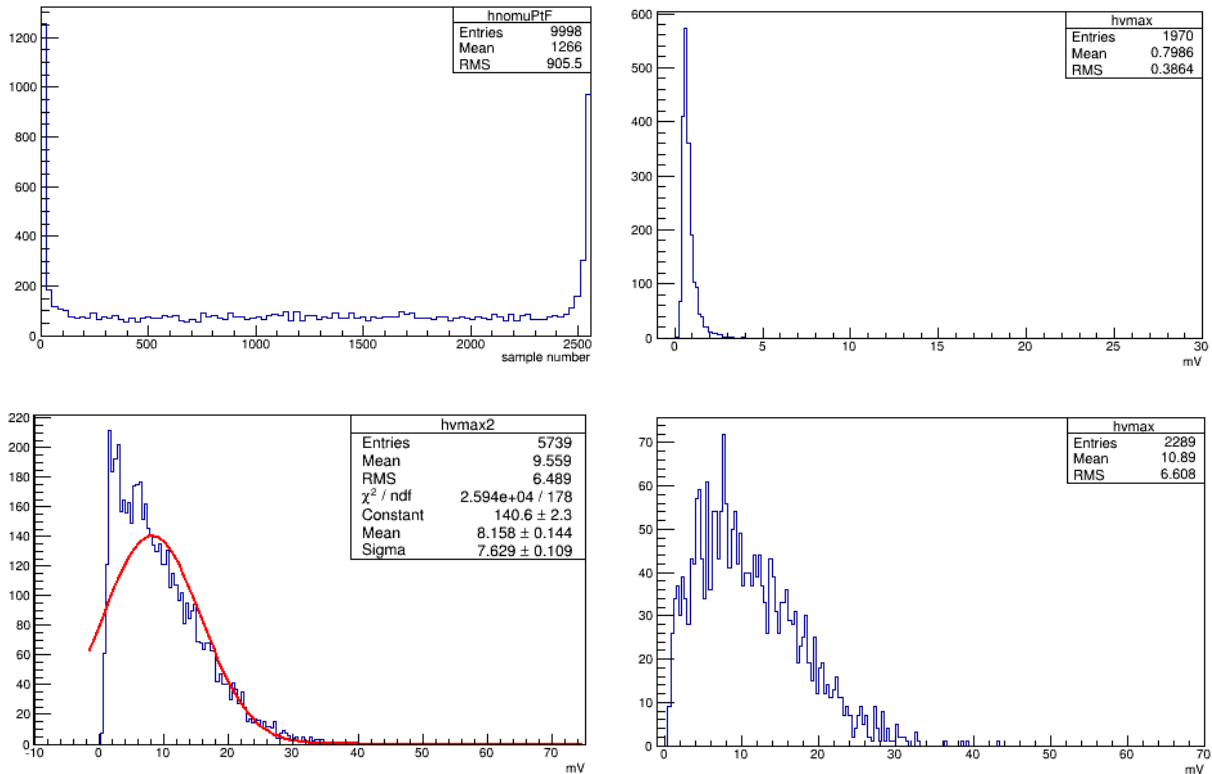 hnomuPtF
Entries 9998
Mean 1266
RMS 905.5
1200
1000
800
600
400
200
0
0 500 1000 1500 2000 2500
sample number
hvmax
Entries 1970
Mean 0.7986
RMS 0.3864
600
500
400
300
200
100
0
0 5 10 15 20 25 30
mV
hvmax2
Entries 5739
Mean 9.559
RMS 6.489
χ² / ndf 2.594e+04 / 178
Constant 140.6 ± 2.3
Mean 8.158 ± 0.144
Sigma 7.629 ± 0.109
220
200
180
160
140
120
100
80
60
40
20
0
-10 0 20 40 60
mV
hvmax
Entries 2289
Mean 10.89
RMS 6.608
70
60
50
40
30
20
10
0
0 10 20 30 40 50 60 70
mV